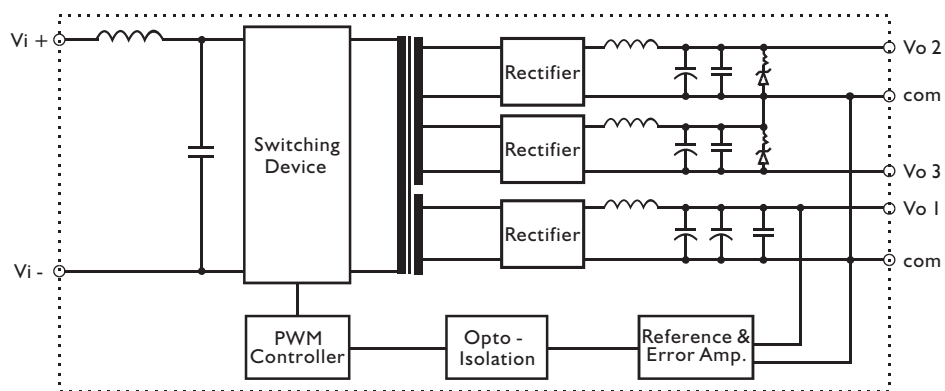 Vi +
Switching
Device
Rectifier
Vo 2
com
Rectifier
Vo 3
Rectifier
Vo 1
com
Vi -
PWM
Controller
Opto -
Isolation
Reference &
Error Amp.